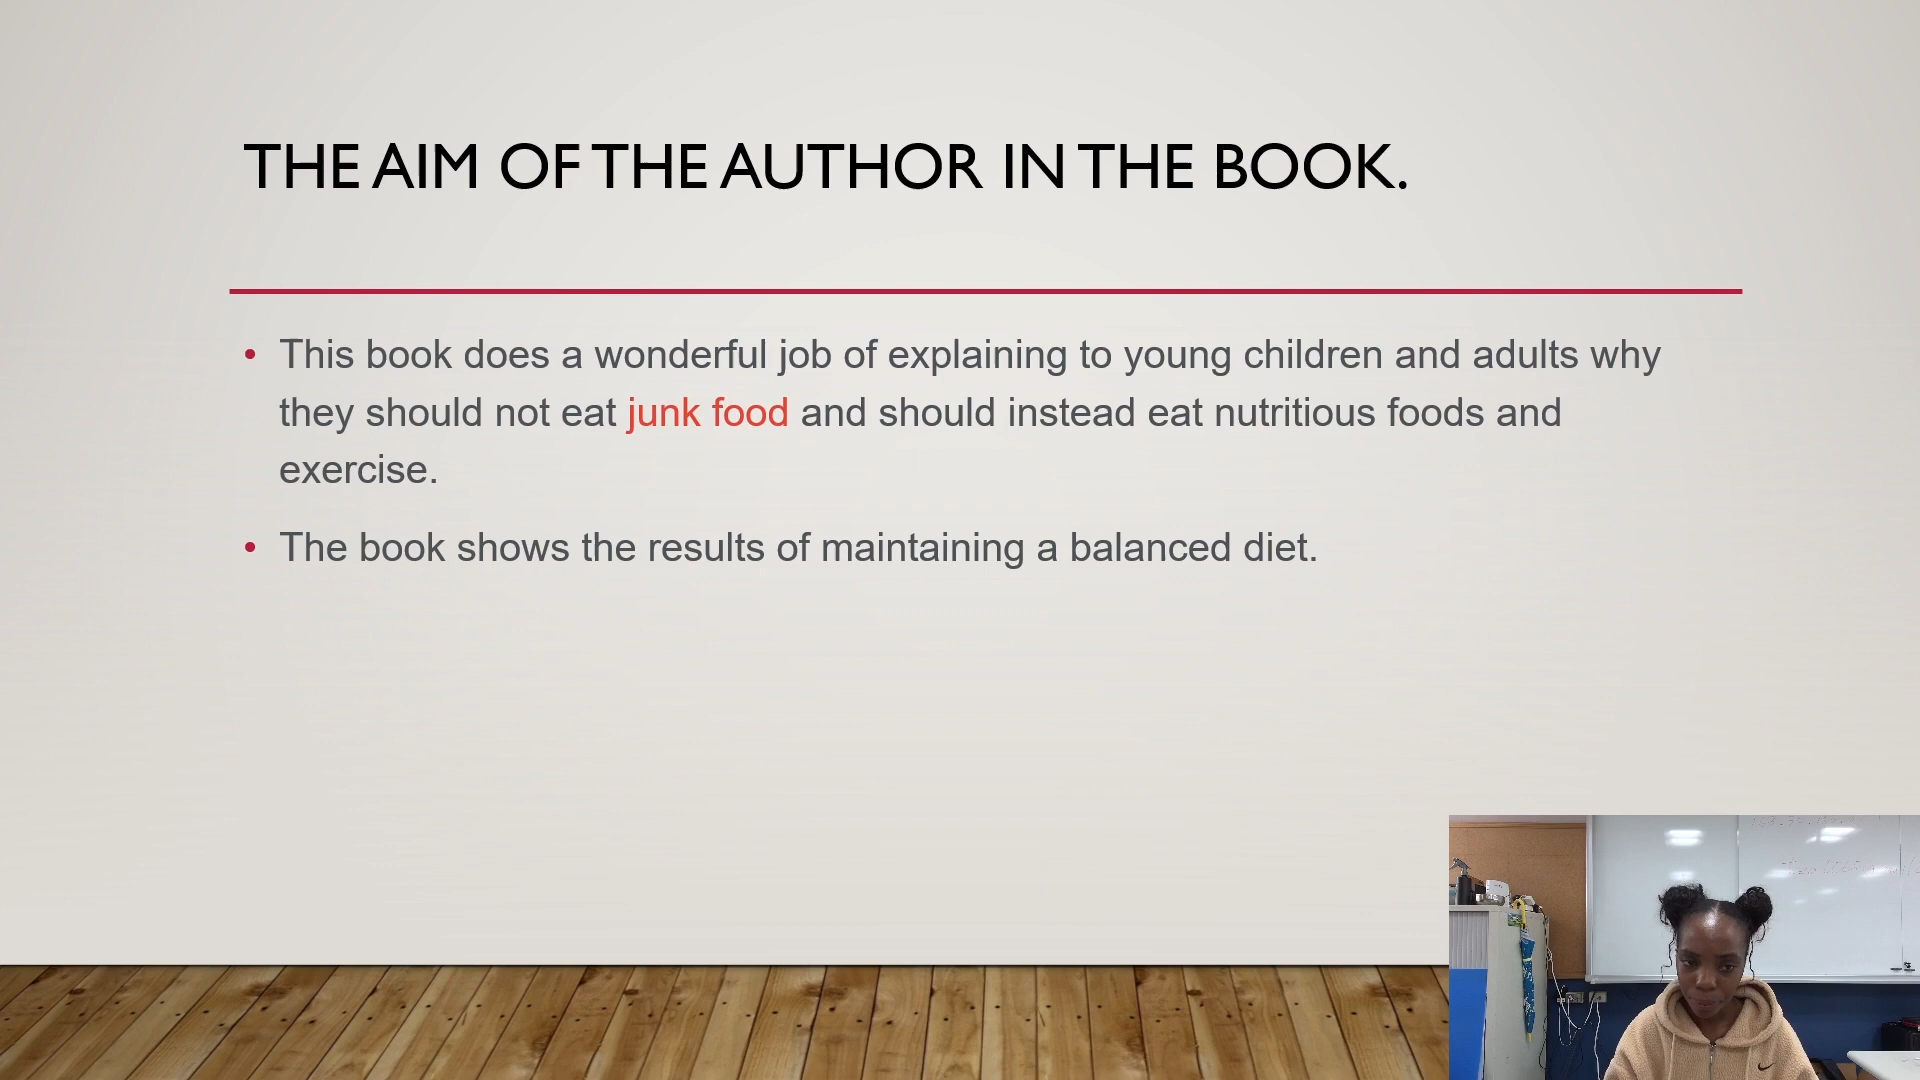 THE AIM OF THE AUTHOR IN THE BOOK.
• This book does a wonderful job of explaining to young children and adults why
they should not eat junk food and should instead eat nutritious foods and
exercise.
• The book shows the results of maintaining a balanced diet.